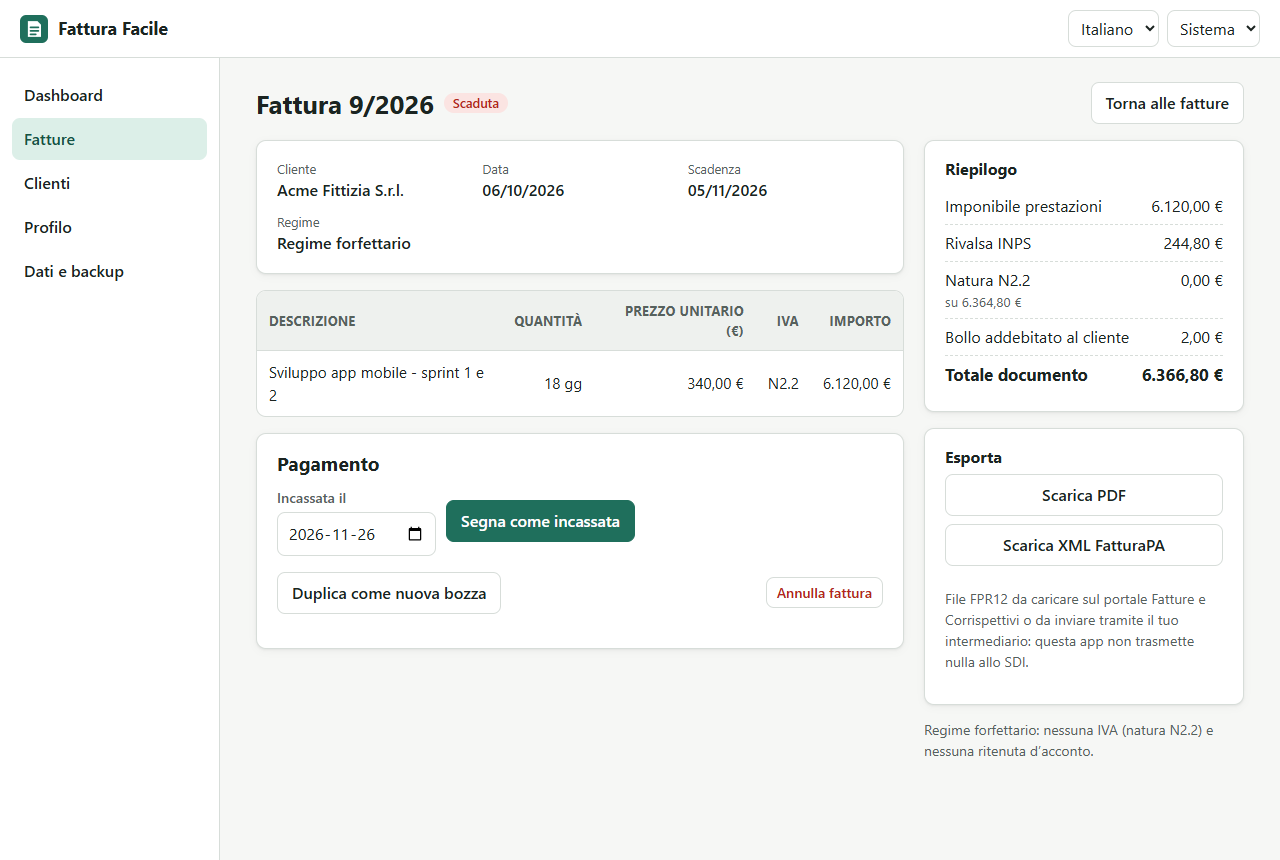 Fattura Facile
Italiano
Sistema
Dashboard
Fatture
Clienti
Profilo
Dati e backup
Fattura 9/2026
Scaduta
Torna alle fatture
Cliente
Acme Fittizia S.r.l.
Data
06/10/2026
Scadenza
05/11/2026
Regime
Regime forfettario
DESCRIZIONE
QUANTITÀ
PREZZO UNITARIO
(€)
IVA
IMPORTO
Sviluppo app mobile - sprint 1 e
2
18 gg
340,00 €
N2.2
6.120,00 €
Pagamento
Incassata il
2026-11-26
Segna come incassata
Duplica come nuova bozza
Annulla fattura
Riepilogo
Imponibile prestazioni 6.120,00 €
Rivalsa INPS 244,80 €
Natura N2.2 0,00 €
su 6.364,80 €
Bollo addebitato al cliente 2,00 €
Totale documento 6.366,80 €
Esporta
Scarica PDF
Scarica XML FatturaPA
File FPR12 da caricare sul portale Fatture e
Corrispettivi o da inviare tramite il tuo
intermediario: questa app non trasmette
nulla allo SDI.
Regime forfettario: nessuna IVA (natura N2.2) e
nessuna ritenuta d’acconto.